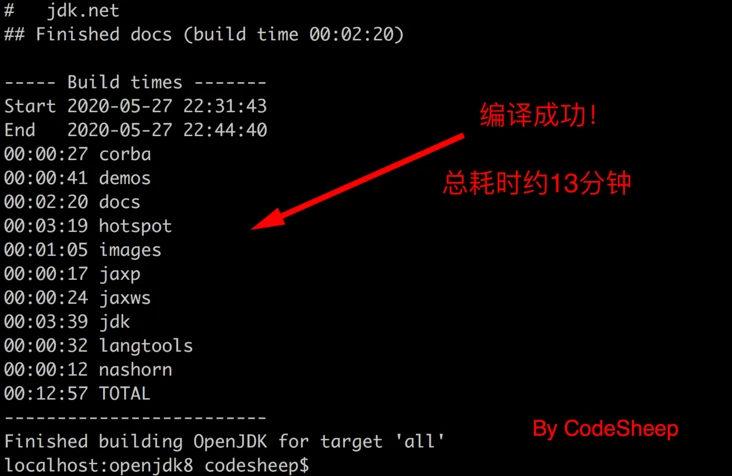 #   jdk.net
## Finished docs (build time 00:02:20)
----- Build times -------
Start 2020-05-27 22:31:43
End   2020-05-27 22:44:40
00:00:27 corba
00:00:41 demos
00:02:20 docs
00:03:19 hotspot
00:01:05 images
00:00:17 jaxp
00:00:24 jaxws
00:03:39 jdk
00:00:32 langtools
00:00:12 nashorn
00:12:57 TOTAL
-------------------------
Finished building OpenJDK for target 'all'
localhost:openjdk8 codesheep$
编译成功！
总耗时约13分钟
By CodeSheep